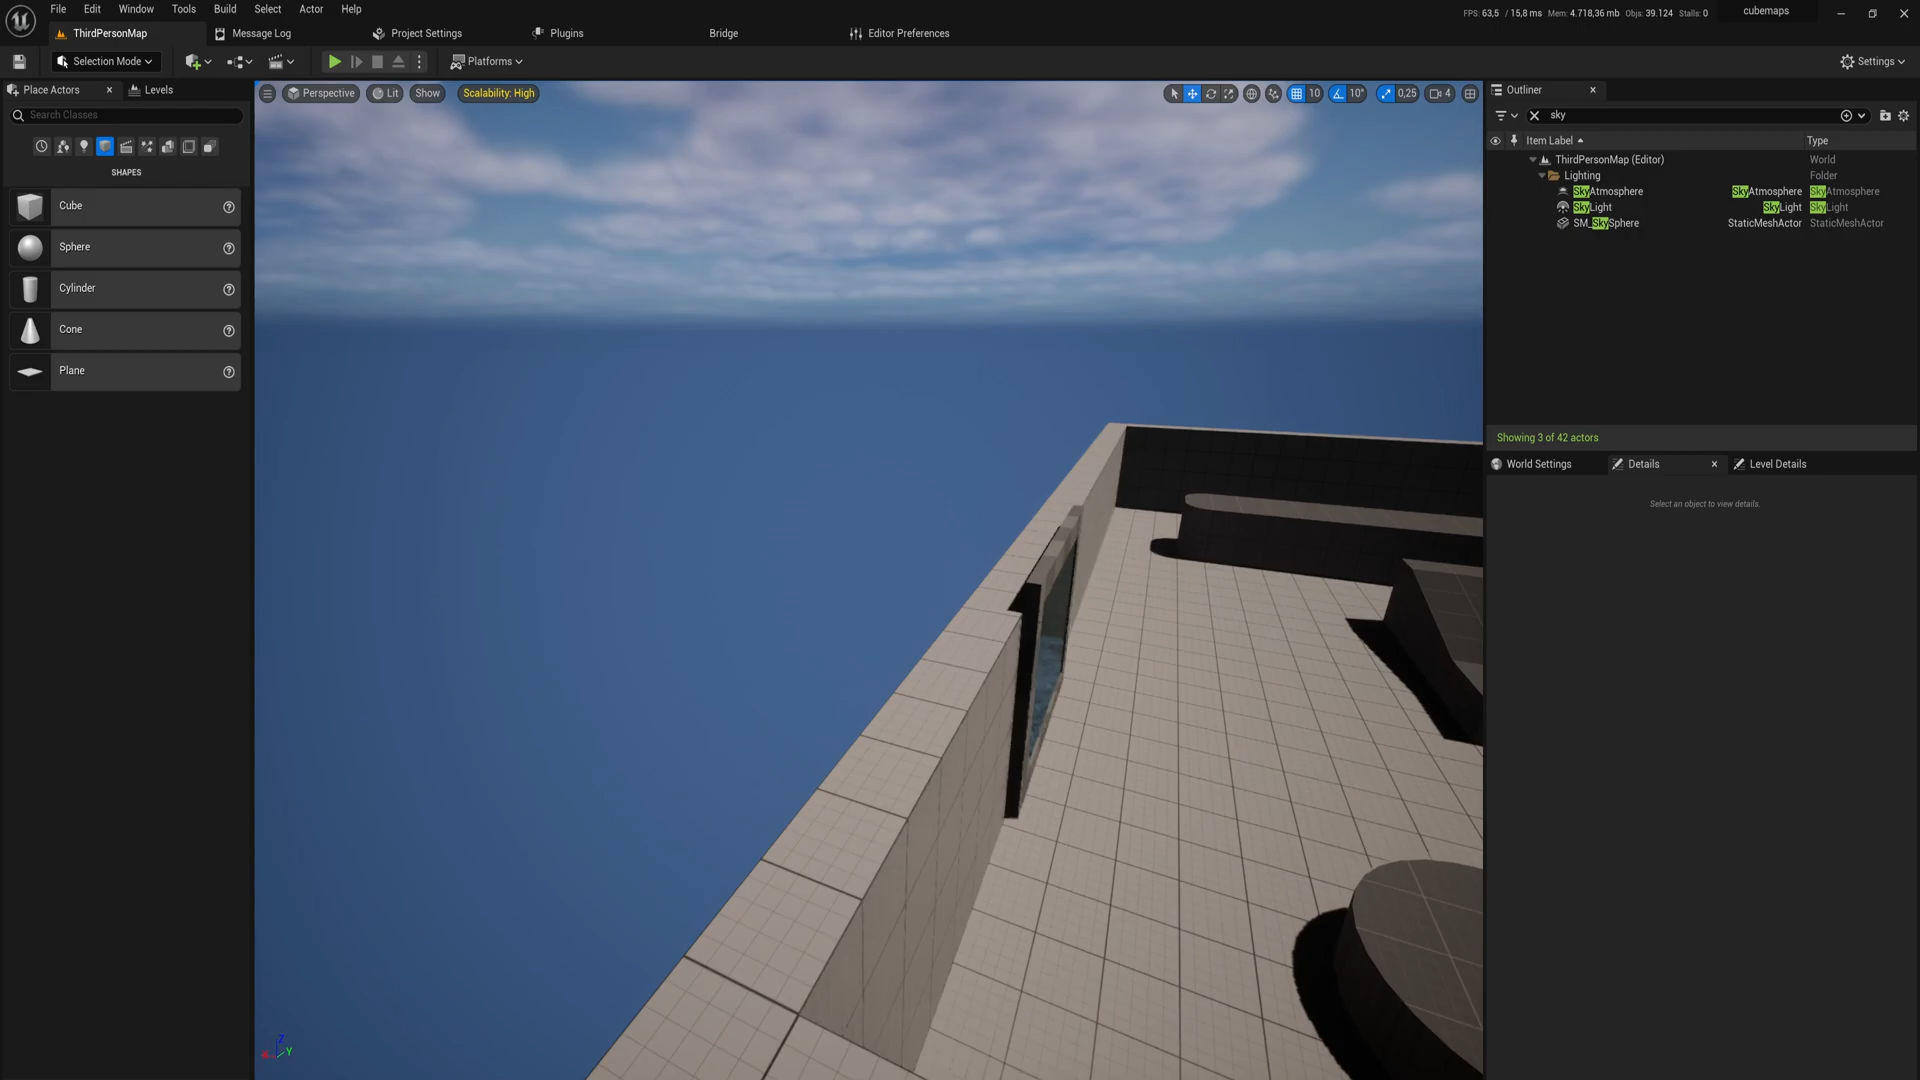 File Edit Window Tools Build Select Actor Help
FPS: 63,5 / 15,8 ms Mem: 4.718,36 mb Objs: 39.124 Stalls: 0
cubemaps
ThirdPersonMap
Message Log
Project Settings
Plugins
Bridge
Editor Preferences
Selection Mode
Platforms
Settings
Place Actors
Levels
Search Classes
SHAPES
Cube
Sphere
Cylinder
Cone
Plane
Perspective
Lit
Show
Scalability: High
10
10°
0,25
4
Z
Y
Outliner
sky
Item Label Type
ThirdPersonMap (Editor) World
Lighting Folder
SkyAtmosphere SkyAtmosphere SkyAtmosphere
SkyLight SkyLight SkyLight
SM_SkySphere StaticMeshActor StaticMeshActor
Showing 3 of 42 actors
World Settings
Details
Level Details
Select an object to view details.